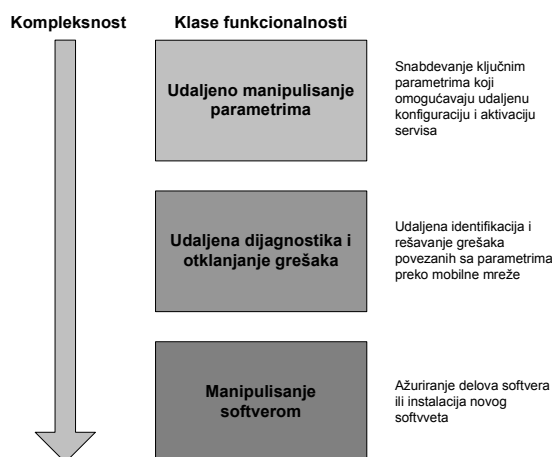 Kompleksnost
Klase funkcionalnosti
Udaljeno manipulisanje
parametrima
Snabdevanje ključnim
parametrima koji
omogućavaju udaljenu
konfiguraciju i aktivaciju
servisa
Udaljena dijagnostika i
otklanjanje grešaka
Udaljena identifikacija i
rešavanje grešaka
povezanih sa parametrima
preko mobilne mreže
Manipulisanje
softverom
Ažuriranje delova softvera
ili instalacija novog
softvveta